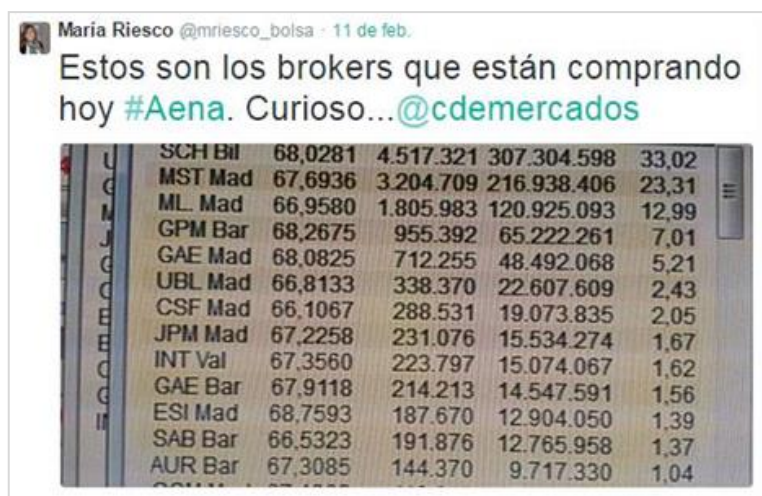 María Riesco @mriesco_bolsa · 11 de feb.
Estos son los brokers que están comprando
hoy #Aena. Curioso...@cdemercados
SCH Bil 68,0281 4.517.321 307.304.598 33,02
MST Mad 67,6936 3.204.709 216.938.406 23,31
ML. Mad 66,9580 1.805.983 120.925.093 12,99
GPM Bar 68,2675 955.392 65.222.261 7,01
GAE Mad 68,0825 712.255 48.492.068 5,21
UBL Mad 66,8133 338.370 22.607.609 2,43
CSF Mad 66,1067 288.531 19.073.835 2,05
JPM Mad 67,2258 231.076 15.534.274 1,67
INT Val 67,3560 223.797 15.074.067 1,62
GAE Bar 67,9118 214.213 14.547.591 1,56
ESI Mad 68,7593 187.670 12.904.050 1,39
SAB Bar 66,5323 191.876 12.765.958 1,37
AUR Bar 67,3085 144.370 9.717.330 1,04